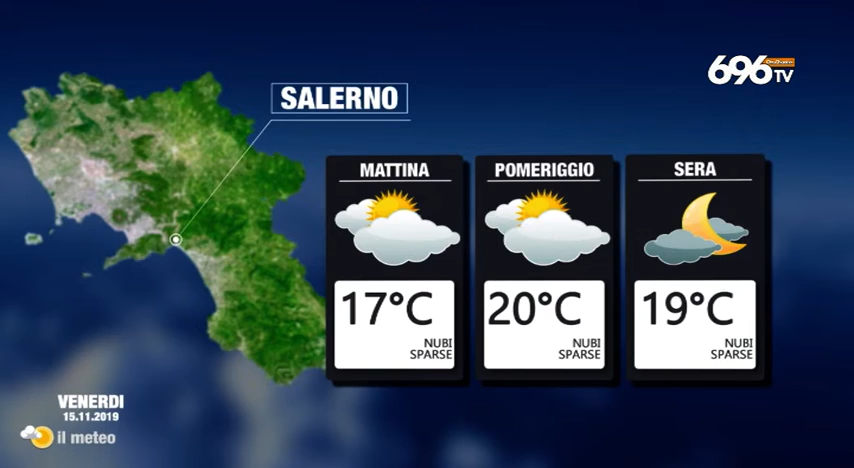 696 TV
SALERNO
MATTINA
17°C
NUBI
SPARSE
POMERIGGIO
20°C
NUBI
SPARSE
SERA
19°C
NUBI
SPARSE
VENERDI
15.11.2019
il meteo